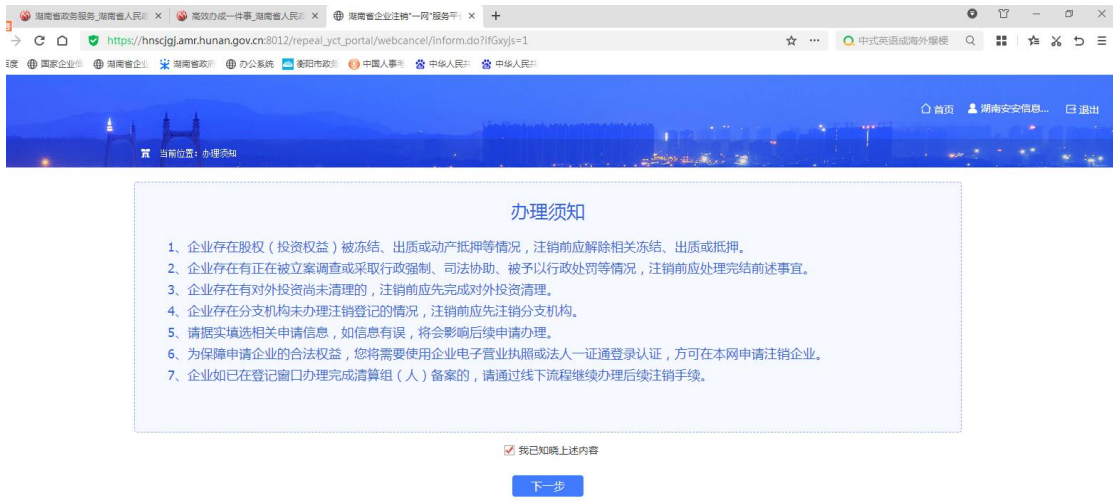 湖南省政务服务_湖南省人民政
高效办成一件事_湖南省人民政
湖南省企业注销"一网"服务平台
https://hnscjgj.amr.hunan.gov.cn:8012/repeal_yct_portal/webcancel/inform.do?ifGxyjs=1
中式英语成海外爆梗
百度 国家企业信 湖南省企业 湖南省政府 办公系统 衡阳市政务 中国人事考 中华人民共 中华人民共
首页 湖南安安信息... 退出
当前位置：办理须知
办理须知
1、企业存在股权（投资权益）被冻结、出质或动产抵押等情况，注销前应解除相关冻结、出质或抵押。
2、企业存在有正在被立案调查或采取行政强制、司法协助、被予以行政处罚等情况，注销前应处理完结前述事宜。
3、企业存在有对外投资尚未清理的，注销前应先完成对外投资清理。
4、企业存在分支机构未办理注销登记的情况，注销前应先注销分支机构。
5、请据实填选相关申请信息，如信息有误，将会影响后续申请办理。
6、为保障申请企业的合法权益，您将需要使用企业电子营业执照或法人一证通登录认证，方可在本网申请注销企业。
7、企业如已在登记窗口办理完成清算组（人）备案的，请通过线下流程继续办理后续注销手续。
我已知晓上述内容
下一步